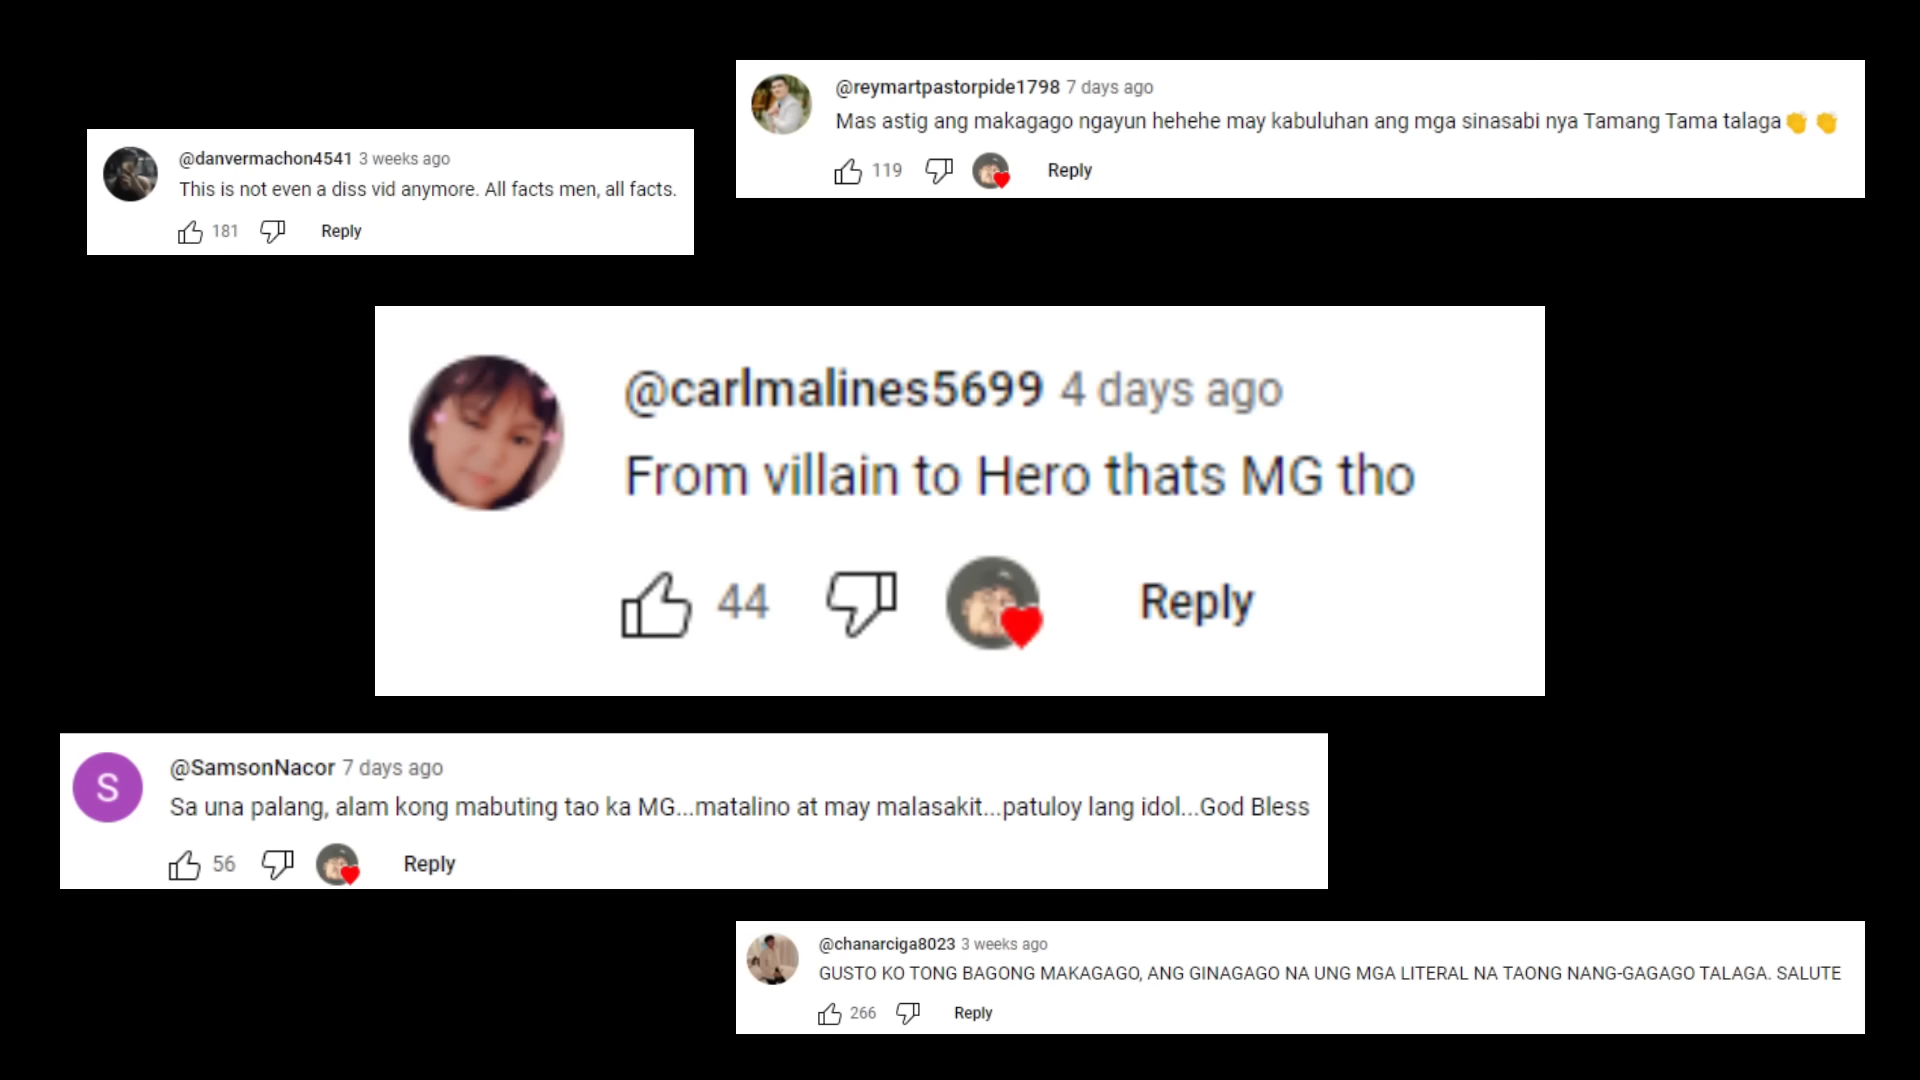 @danvermachon4541 3 weeks ago
This is not even a diss vid anymore. All facts men, all facts.
181 Reply
@reymartpastorpide1798 7 days ago
Mas astig ang makagago ngayun hehehe may kabuluhan ang mga sinasabi nya Tamang Tama talaga👏 👏
119 Reply
@carlmalines5699 4 days ago
From villain to Hero thats MG tho
44 Reply
S
@SamsonNacor 7 days ago
Sa una palang, alam kong mabuting tao ka MG...matalino at may malasakit...patuloy lang idol...God Bless
56 Reply
@chanarciga8023 3 weeks ago
GUSTO KO TONG BAGONG MAKAGAGO, ANG GINAGAGO NA UNG MGA LITERAL NA TAONG NANG-GAGAGO TALAGA. SALUTE
266 Reply